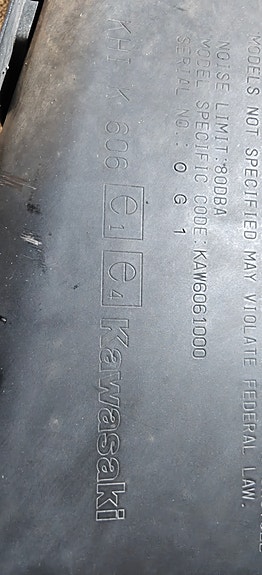 MODELS NOT SPECIFIED MAY VIOLATE FEDERAL LAW.
NOISE LIMIT: 80DBA
MODEL SPECIFIC CODE: KAW6061000
SERIAL NO.: O G 1
KHI K 606 e1 e4 Kawasaki